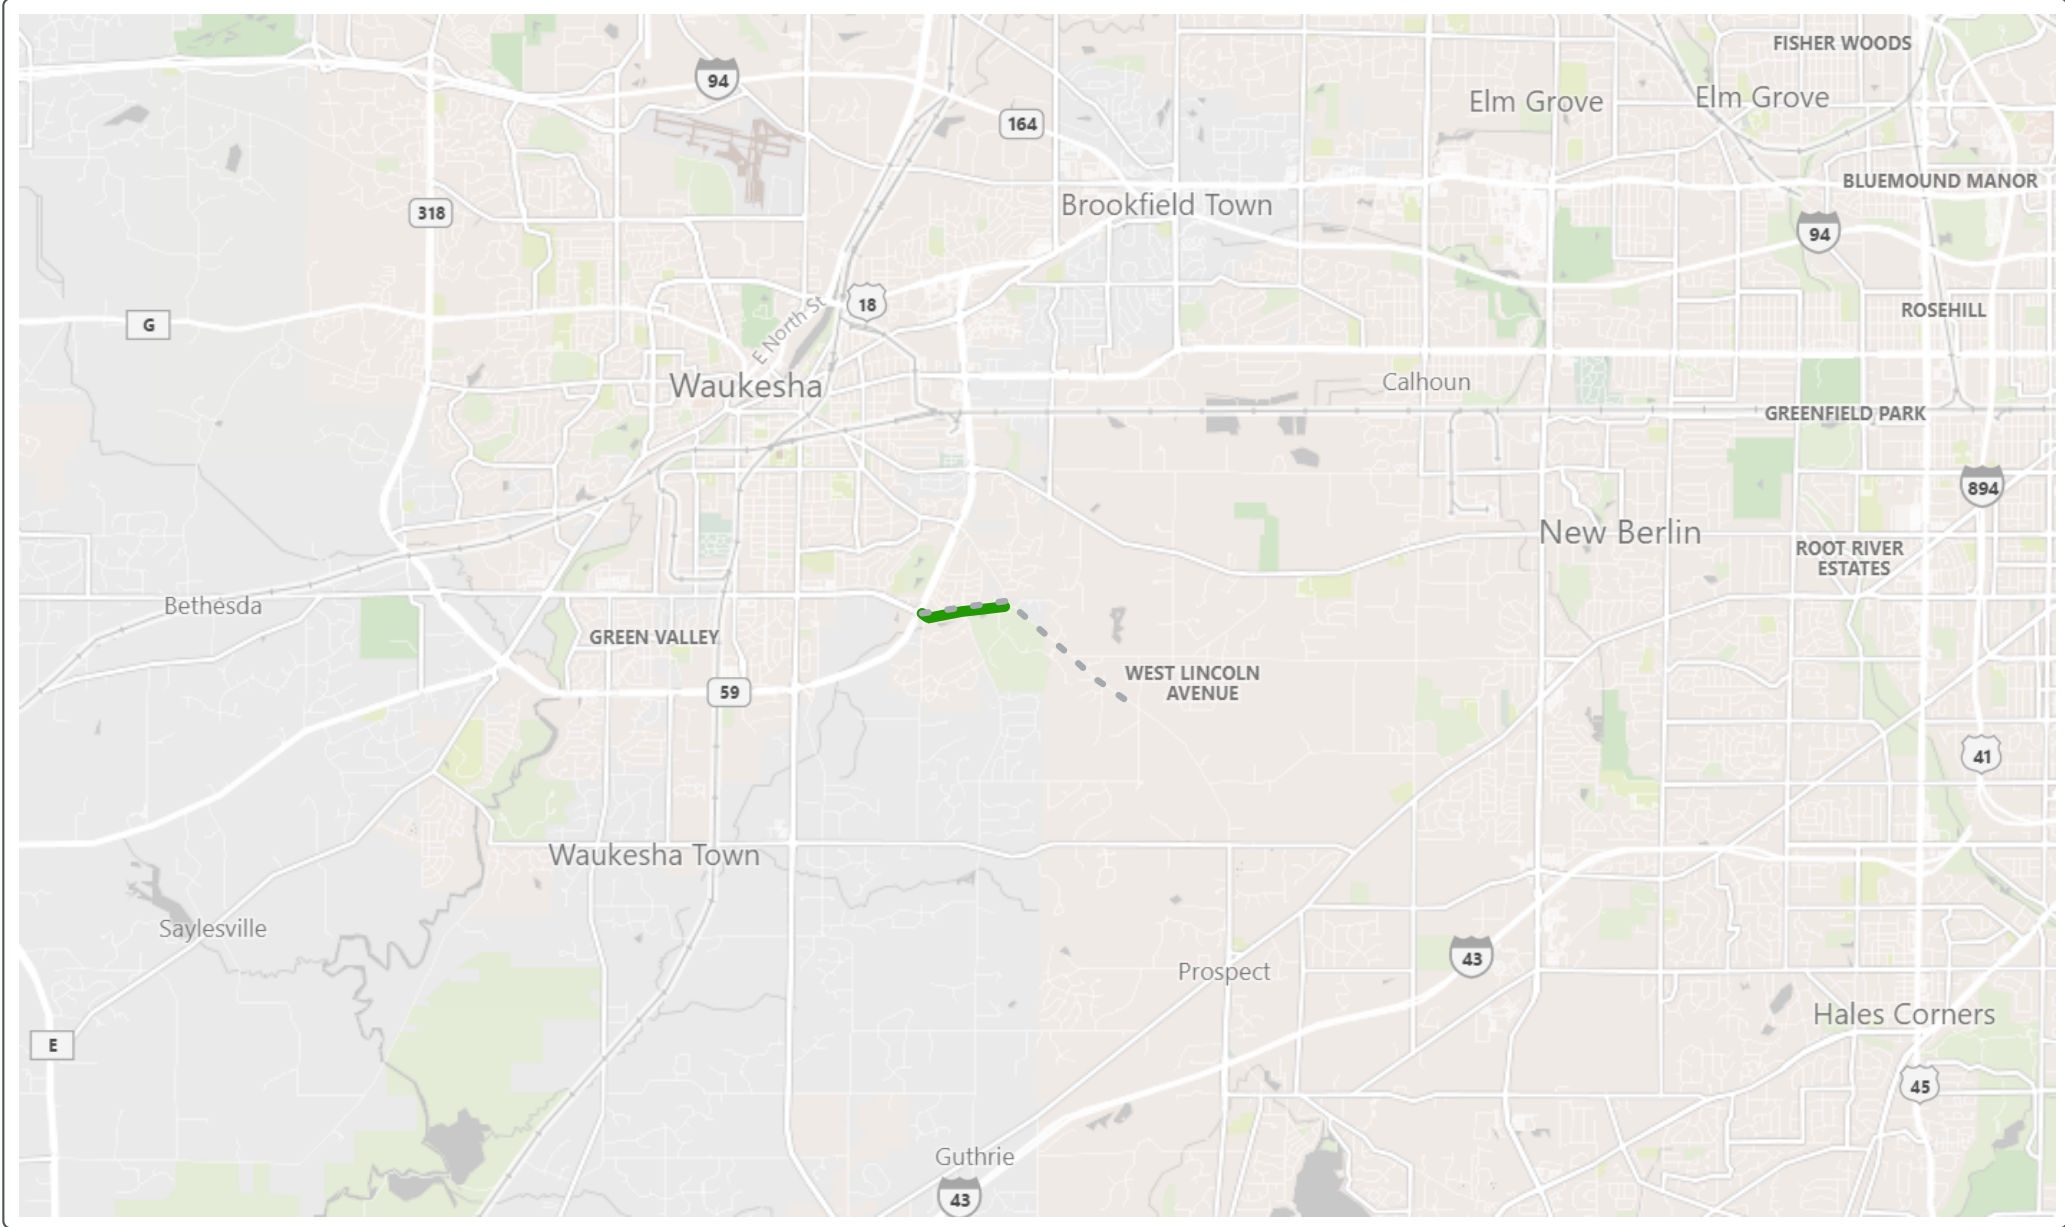 FISHER WOODS
94
Elm Grove
Elm Grove
164
BLUEMOUND MANOR
318
Brookfield Town
94
18
E North St
G
ROSEHILL
Waukesha
Calhoun
GREENFIELD PARK
894
New Berlin
ROOT RIVER
ESTATES
Bethesda
GREEN VALLEY
WEST LINCOLN
AVENUE
59
41
Waukesha Town
Saylesville
43
Prospect
Hales Corners
E
45
Guthrie
43